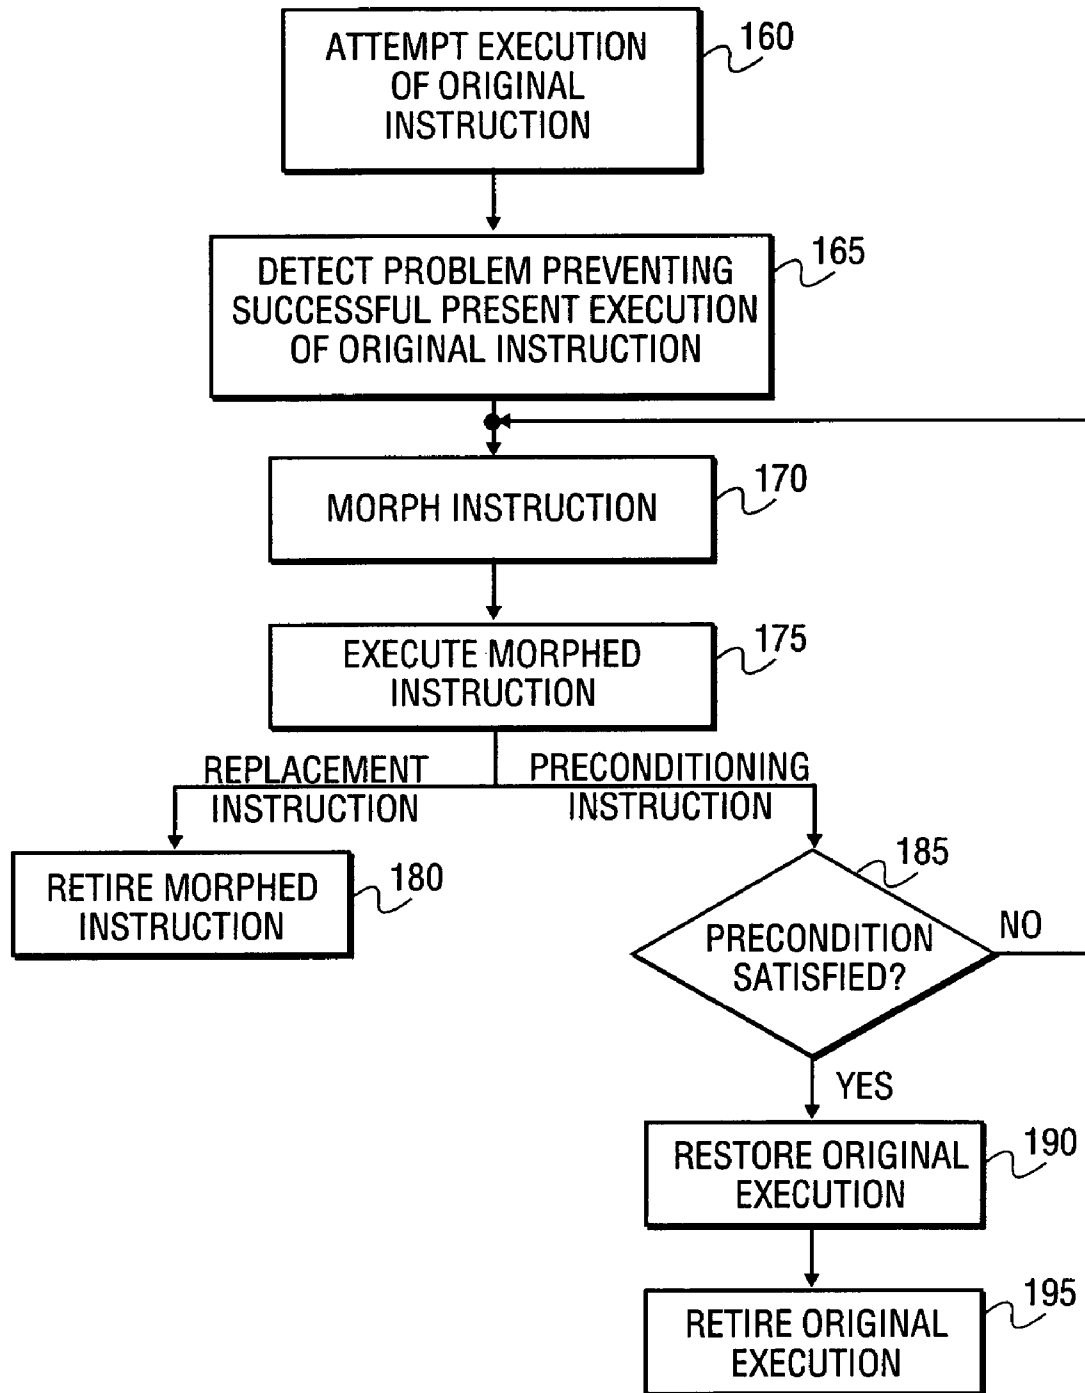 ATTEMPT EXECUTION
OF ORIGINAL
INSTRUCTION
160
DETECT PROBLEM PREVENTING
SUCCESSFUL PRESENT EXECUTION
OF ORIGINAL INSTRUCTION
165
MORPH INSTRUCTION
170
EXECUTE MORPHED
INSTRUCTION
175
REPLACEMENT
INSTRUCTION
PRECONDITIONING
INSTRUCTION
RETIRE MORPHED
INSTRUCTION
180
185
PRECONDITION
SATISFIED?
NO
YES
RESTORE ORIGINAL
EXECUTION
190
RETIRE ORIGINAL
EXECUTION
195